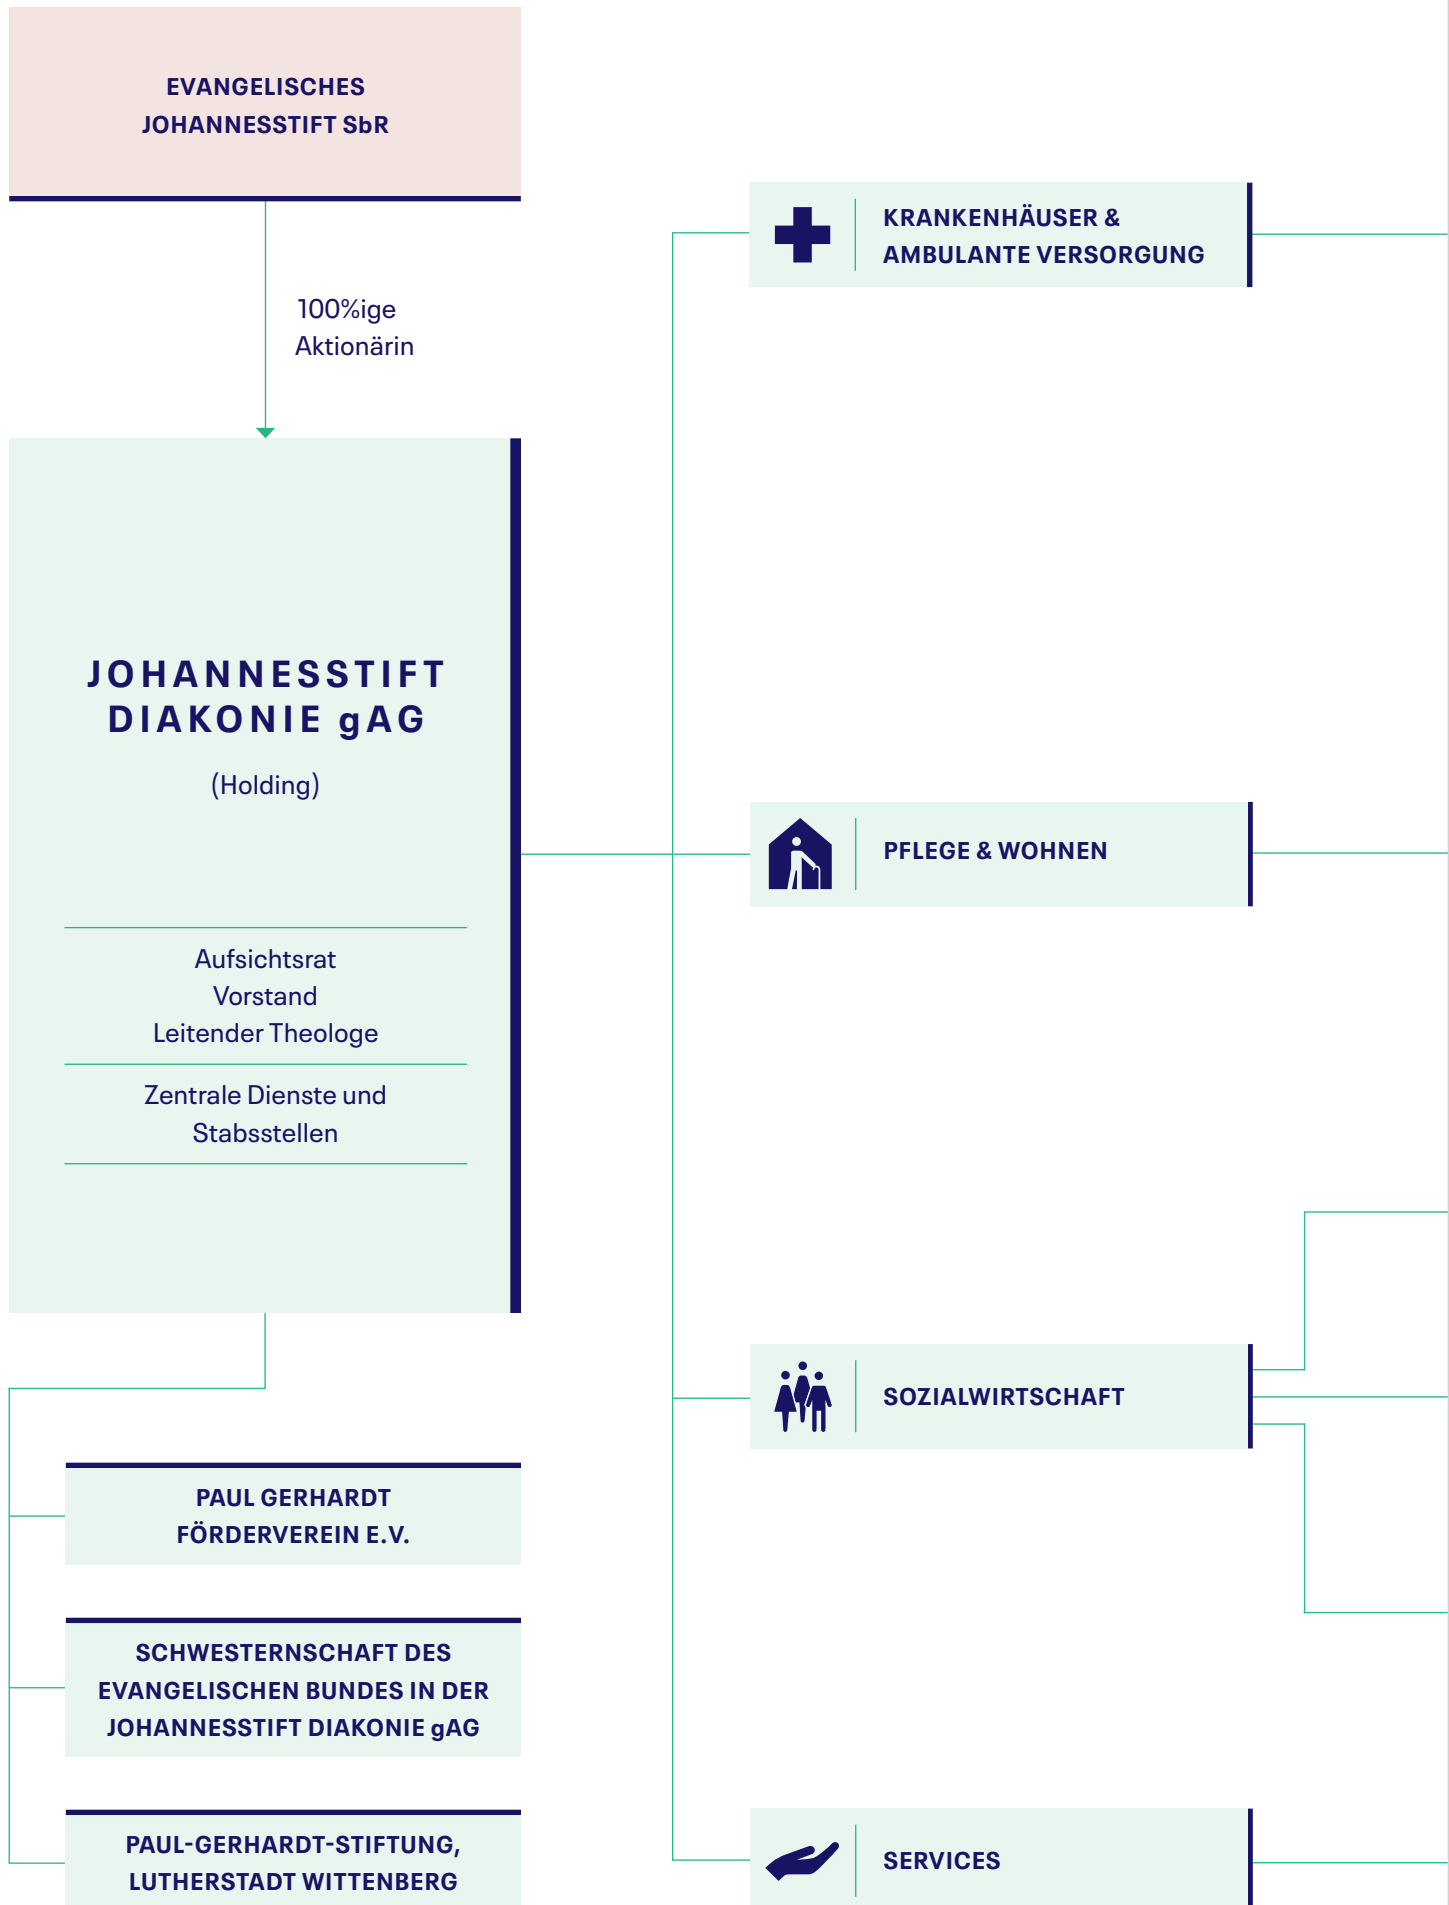 EVANGELISCHES
JOHANNESSTIFT SbR
100%ige
Aktionärin
JOHANNESSTIFT
DIAKONIE gAG
(Holding)
Aufsichtsrat
Vorstand
Leitender Theologe
Zentrale Dienste und
Stabsstellen
PAUL GERHARDT
FÖRDERVEREIN E.V.
SCHWESTERNSCHAFT DES
EVANGELISCHEN BUNDES IN DER
JOHANNESSTIFT DIAKONIE gAG
PAUL-GERHARDT-STIFTUNG,
LUTHERSTADT WITTENBERG
KRANKENHÄUSER &
AMBULANTE VERSORGUNG
PFLEGE & WOHNEN
SOZIALWIRTSCHAFT
SERVICES